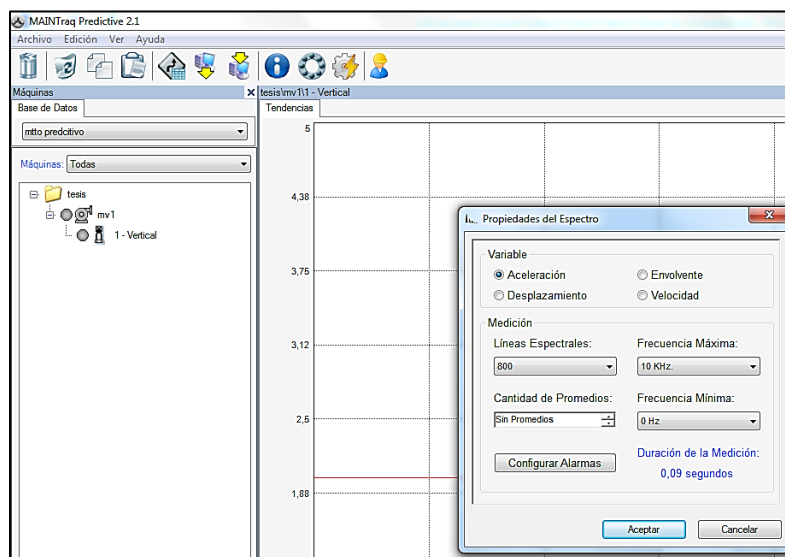 MAINTraq Predictive 2.1
Archivo Edición Ver Ayuda
Máquinas
tesis\mv1\1 - Vertical
Base de Datos
Tendencias
mtto predcitivo
Máquinas: Todas
tesis
mv1
1 - Vertical
5
4,38
3,75
3,12
2,5
1,88
Propiedades del Espectro
Variable
Aceleración
Envolvente
Desplazamiento
Velocidad
Medición
Líneas Espectrales:
Frecuencia Máxima:
800
10 KHz.
Cantidad de Promedios:
Frecuencia Mínima:
Sin Promedios
0 Hz
Configurar Alarmas
Duración de la Medición:
0,09 segundos
Aceptar
Cancelar